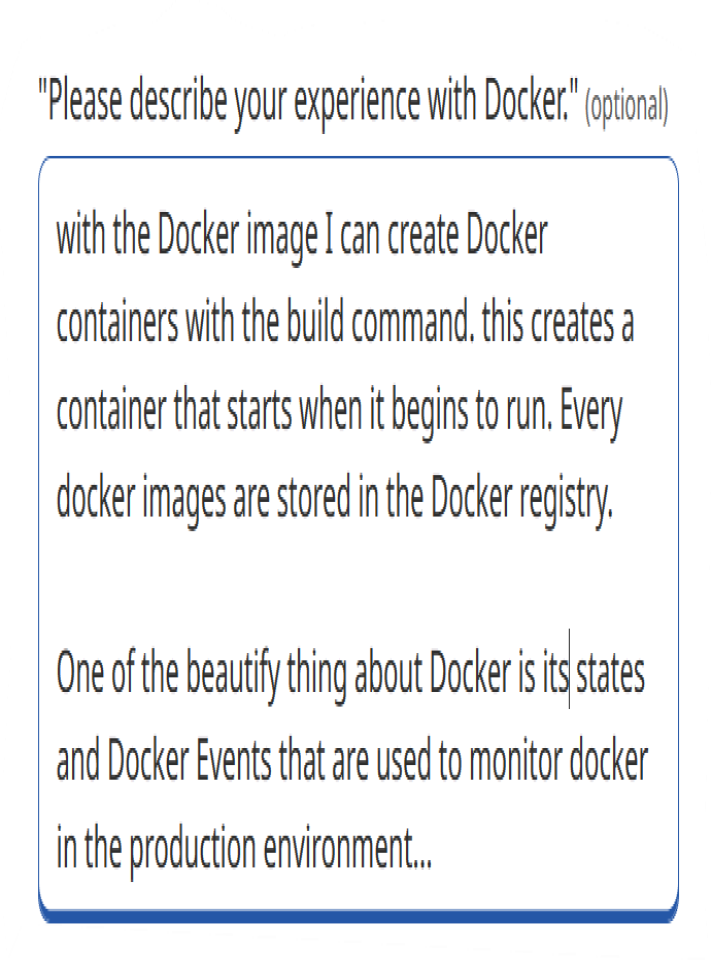 "Please describe your experience with Docker." (optional)
with the Docker image I can create Docker
containers with the build command. this creates a
container that starts when it begins to run. Every
docker images are stored in the Docker registry.
One of the beautify thing about Docker is its states
and Docker Events that are used to monitor docker
in the production environment...